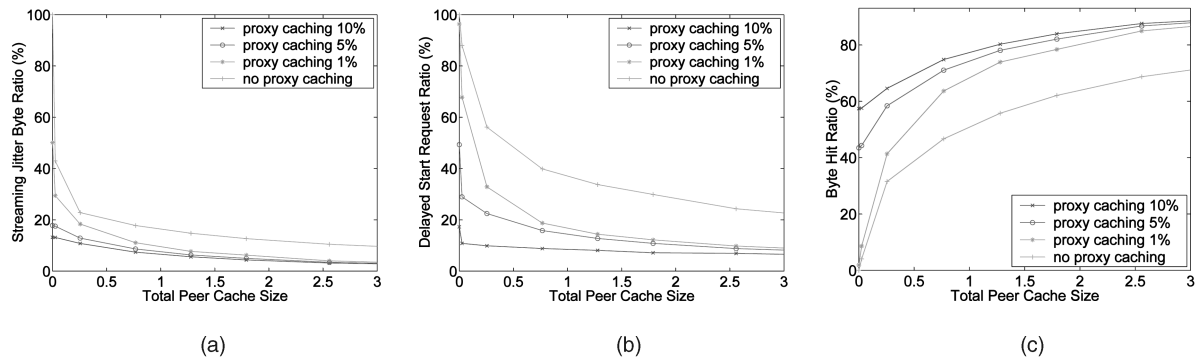 Streaming Jitter Byte Ratio (%)
100
80
60
40
20
0
0 0.5 1 1.5 2 2.5 3
Total Peer Cache Size
proxy caching 10%
proxy caching 5%
proxy caching 1%
no proxy caching
(a)
Delayed Start Request Ratio (%)
100
80
60
40
20
0
0 0.5 1 1.5 2 2.5 3
Total Peer Cache Size
proxy caching 10%
proxy caching 5%
proxy caching 1%
no proxy caching
(b)
Byte Hit Ratio (%)
80
60
40
20
0
0 0.5 1 1.5 2 2.5 3
Total Peer Cache Size
proxy caching 10%
proxy caching 5%
proxy caching 1%
no proxy caching
(c)